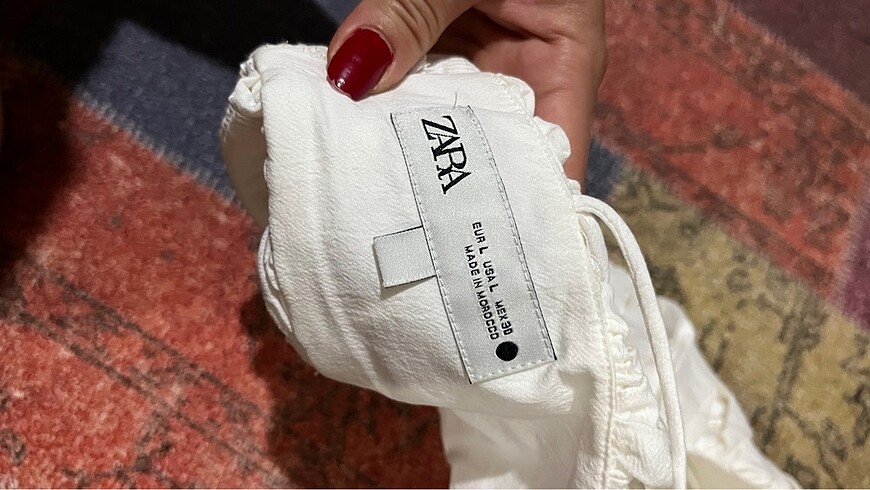 ZARA
EUR L USA L MEX 30
MADE IN MOROCCO